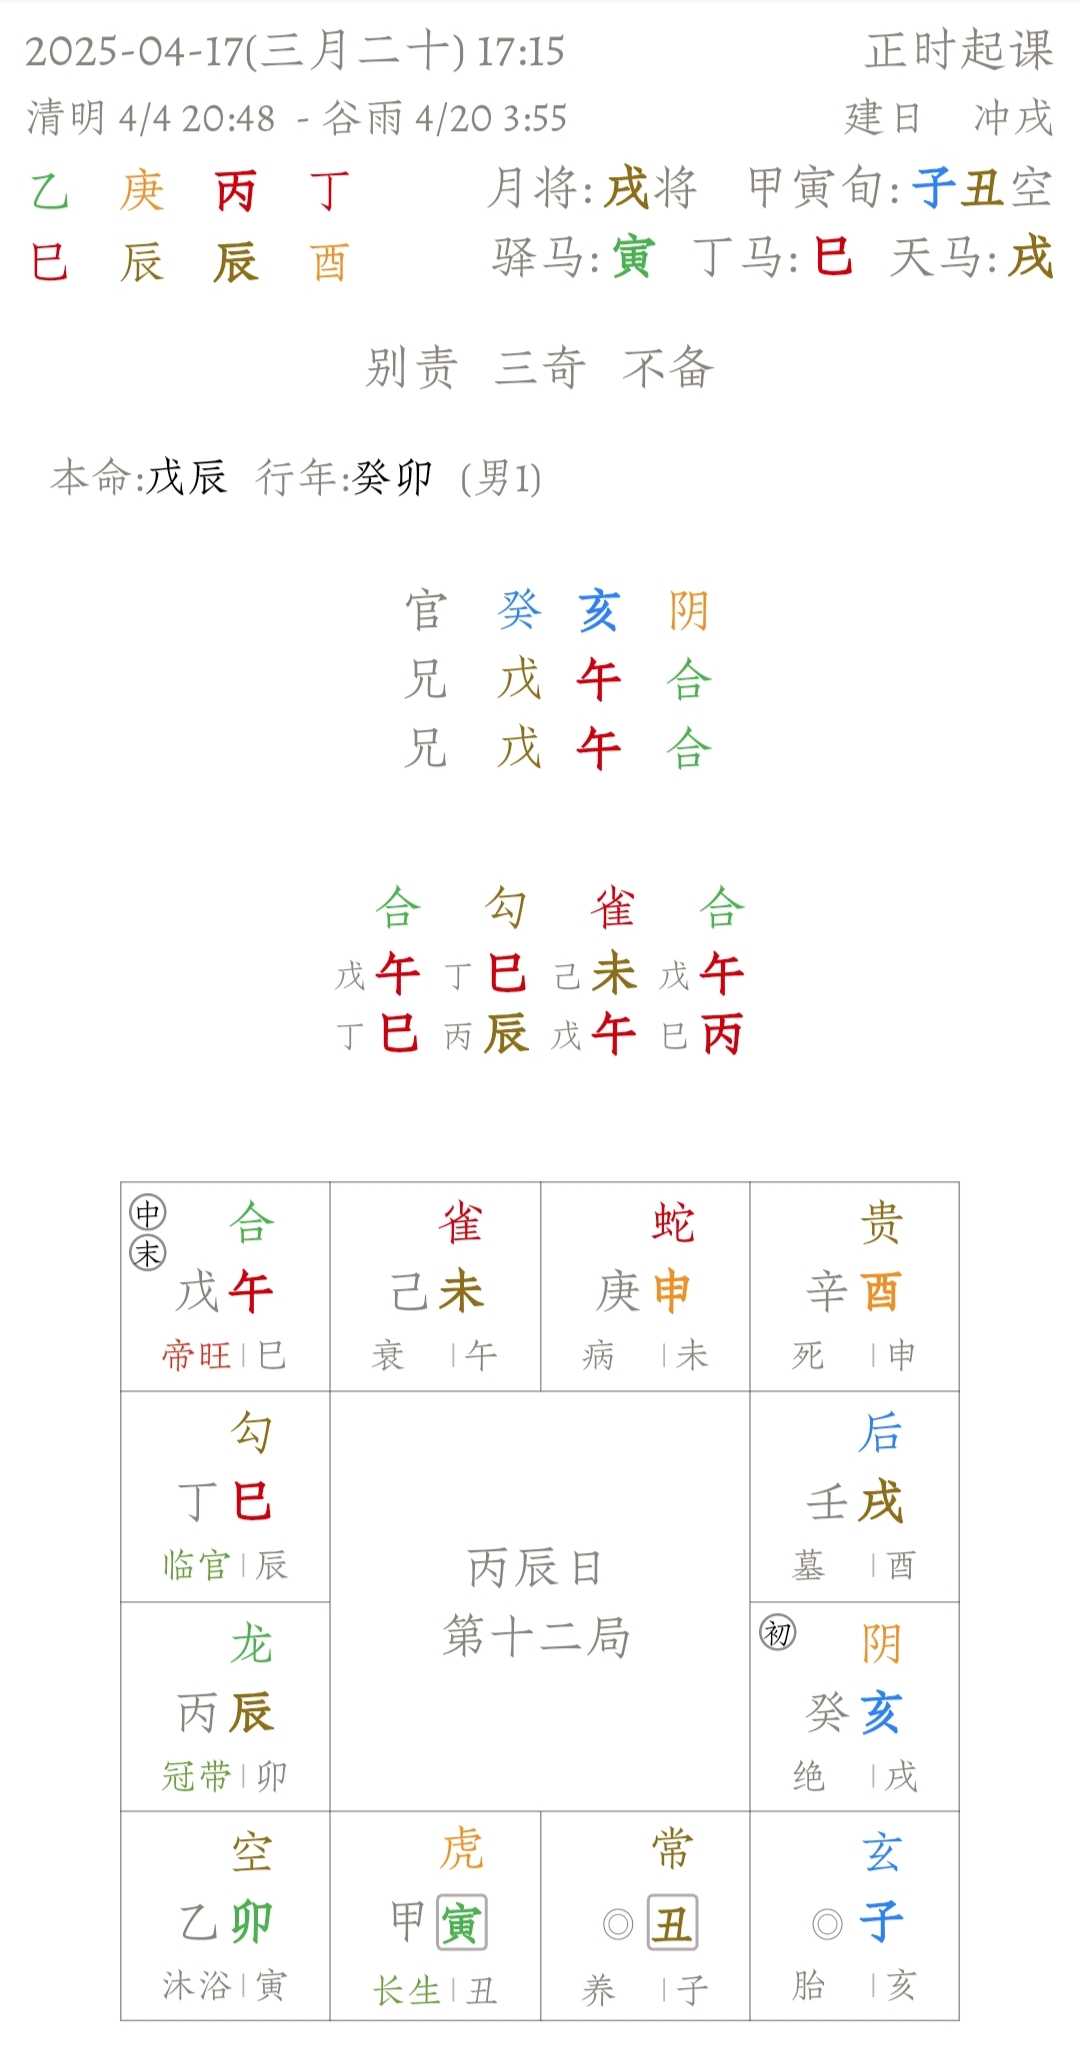 2025-04-17(三月二十) 17:15 正时起课
清明 4/4 20:48 - 谷雨 4/20 3:55 建日 冲戌
乙 庚 丙 丁 月将:戌将 甲寅旬:子丑空
巳 辰 辰 酉 驿马:寅 丁马:巳 天马:戌
别责 三奇 不备
本命:戊辰 行年:癸卯 (男1)
官 癸 亥 阴
兄 戊 午 合
兄 戊 午 合
合 勾 雀 合
戊午 丁巳 己未 戊午
丁巳 丙辰 戊午 巳丙
中 合 雀 蛇 贵
末
戊午 己未 庚申 辛酉
帝旺|巳 衰 |午 病 |未 死 |申
勾 后
丁巳 壬戌
临官|辰 墓 |酉
丙辰日
第十二局
龙 初 阴
丙辰 癸亥
冠带|卯 绝 |戌
空 虎 常 玄
乙卯 甲寅 ◎丑 ◎子
沐浴|寅 长生|丑 养 |子 胎 |亥